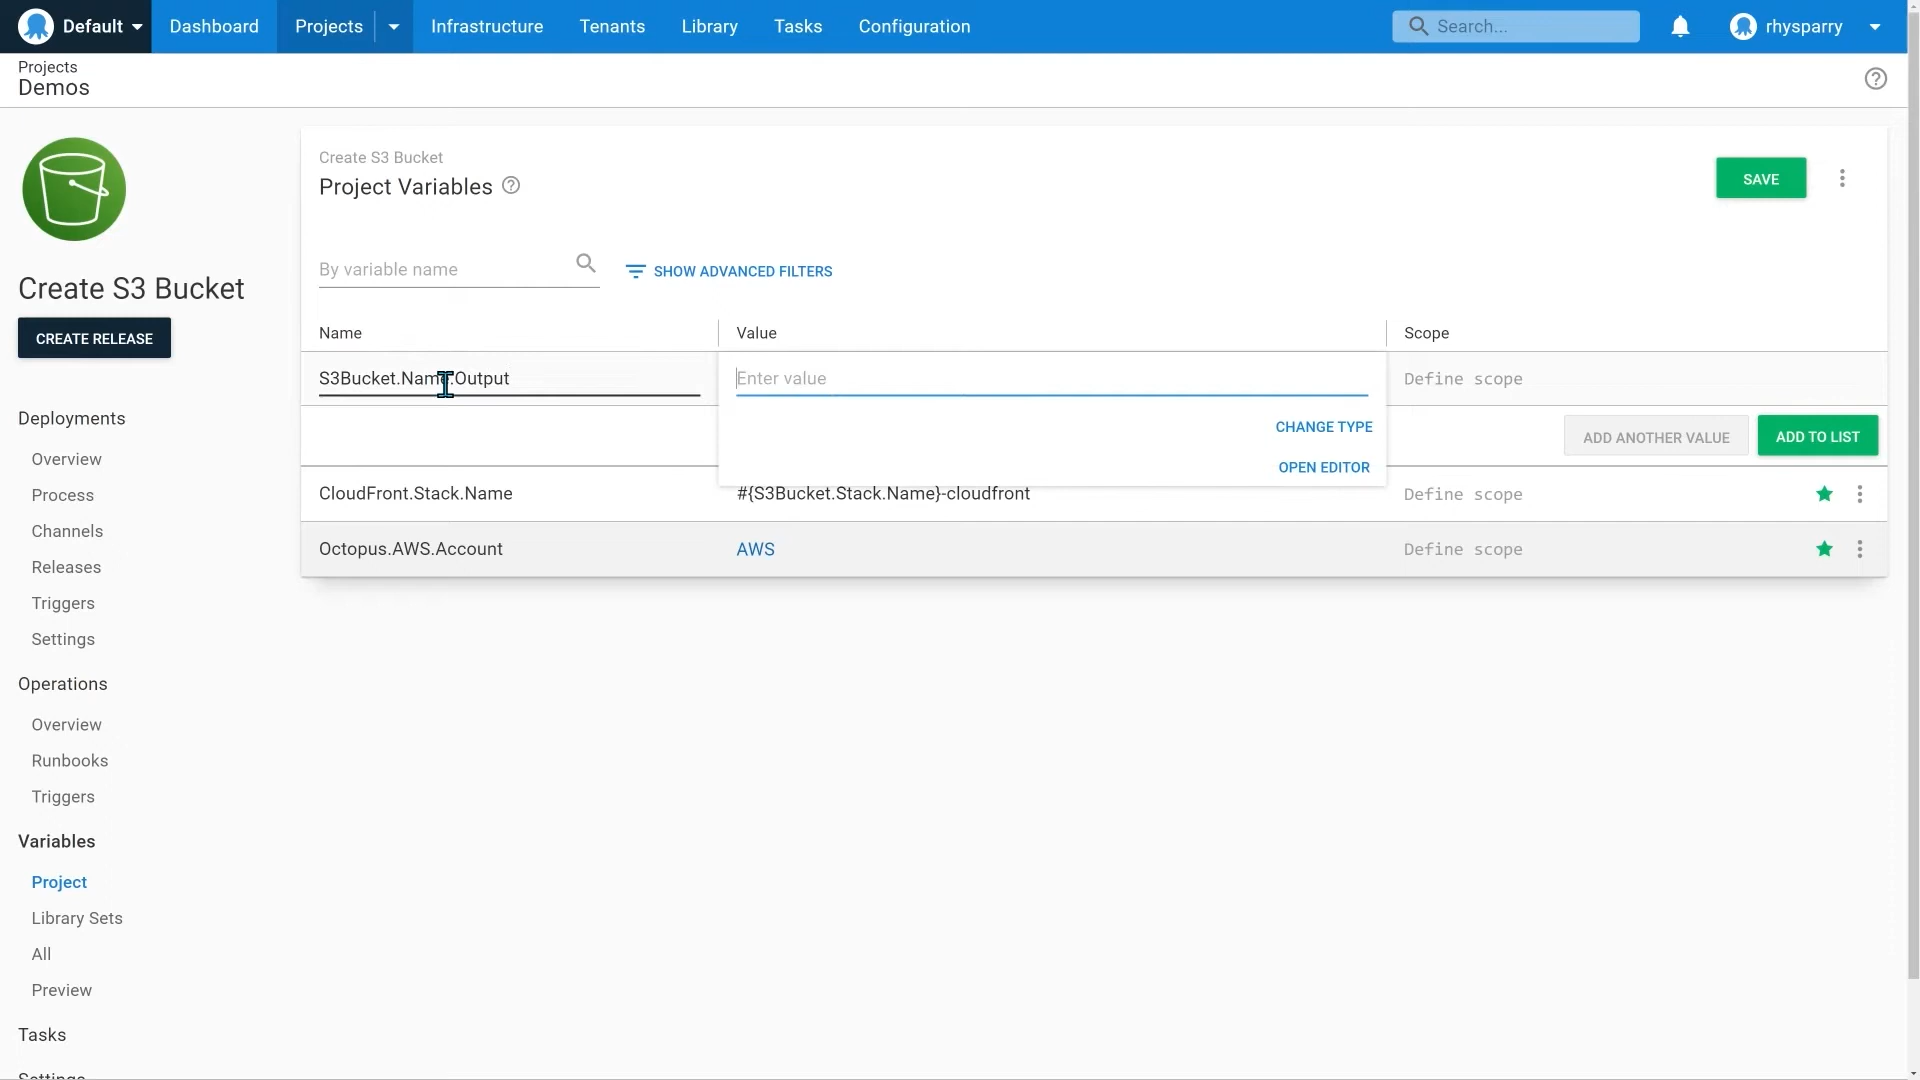 Default
Dashboard
Projects
Infrastructure
Tenants
Library
Tasks
Configuration
Search...
rhysparry
Projects
Demos
Create S3 Bucket
CREATE RELEASE
Deployments
Overview
Process
Channels
Releases
Triggers
Settings
Operations
Overview
Runbooks
Triggers
Variables
Project
Library Sets
All
Preview
Tasks
Settings
Create S3 Bucket
Project Variables
SAVE
By variable name
SHOW ADVANCED FILTERS
Name Value Scope
S3Bucket.Name.Output Enter value Define scope
CHANGE TYPE
OPEN EDITOR
ADD ANOTHER VALUE
ADD TO LIST
CloudFront.Stack.Name #{S3Bucket.Stack.Name}-cloudfront Define scope
Octopus.AWS.Account AWS Define scope